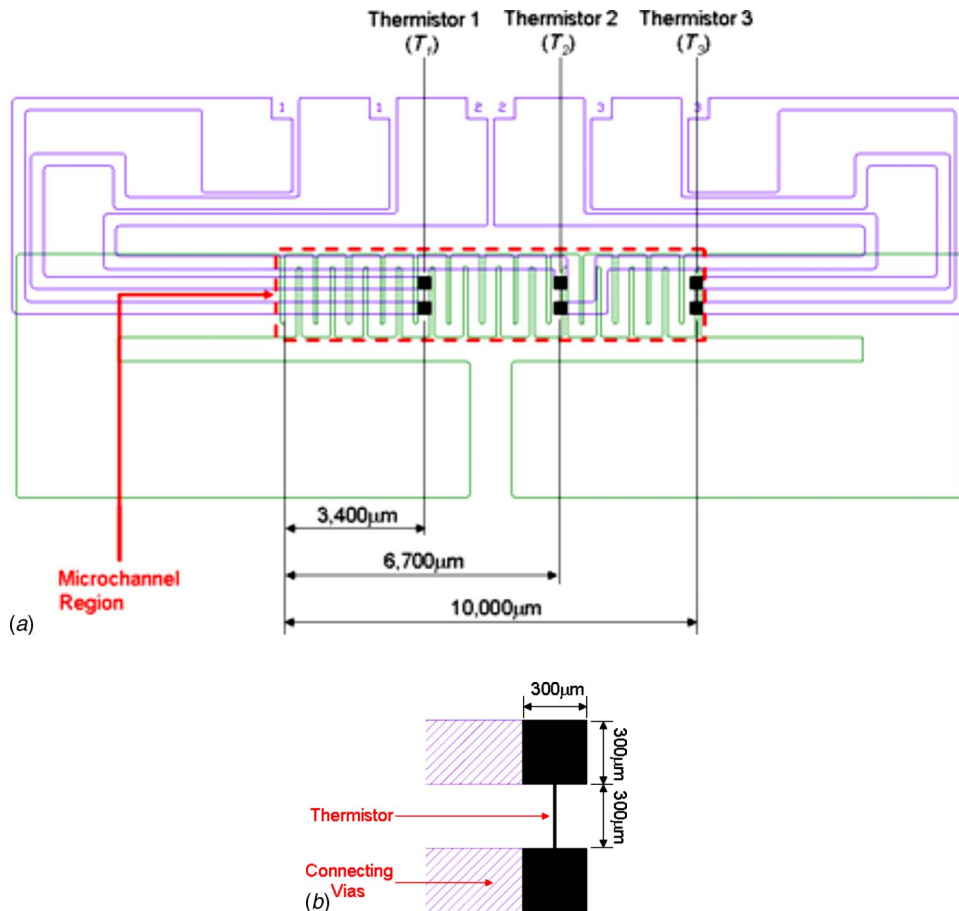 Thermistor 1 Thermistor 2 Thermistor 3
(T1) (T2) (T3)
1 1 2 2 3 3
3,400μm
6,700μm
10,000μm
Microchannel
Region
(a)
300μm
300μm
300μm
Thermistor
Connecting
Vias
(b)